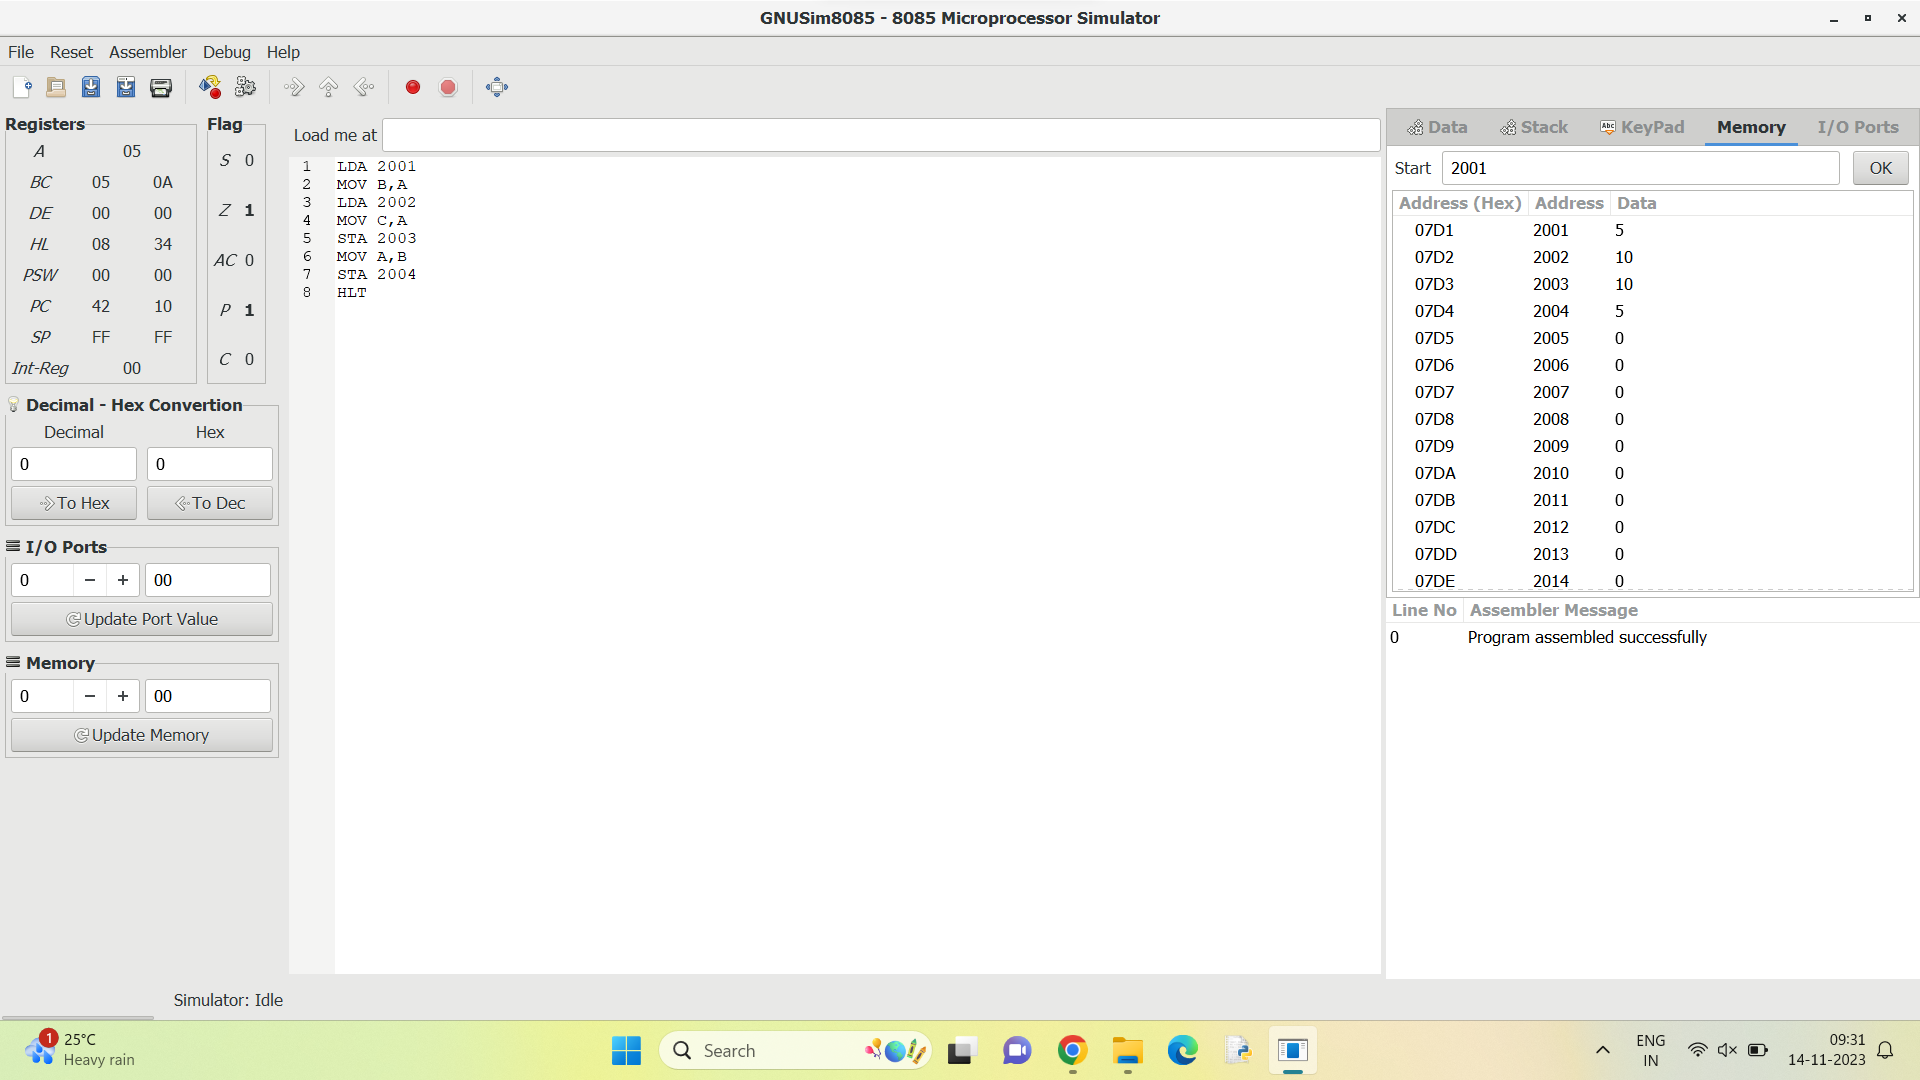 GNUSim8085 - 8085 Microprocessor Simulator
File Reset Assembler Debug Help
Registers
A 05
BC 05 0A
DE 00 00
HL 08 34
PSW 00 00
PC 42 10
SP FF FF
Int-Reg 00
Flag
S 0
Z 1
AC 0
P 1
C 0
Decimal - Hex Convertion
Decimal Hex
0 0
To Hex To Dec
I/O Ports
0 − + 00
Update Port Value
Memory
0 − + 00
Update Memory
Load me at
1 LDA 2001
2 MOV B,A
3 LDA 2002
4 MOV C,A
5 STA 2003
6 MOV A,B
7 STA 2004
8 HLT
Data Stack Abc KeyPad Memory I/O Ports
Start 2001 OK
Address (Hex) Address Data
07D1 2001 5
07D2 2002 10
07D3 2003 10
07D4 2004 5
07D5 2005 0
07D6 2006 0
07D7 2007 0
07D8 2008 0
07D9 2009 0
07DA 2010 0
07DB 2011 0
07DC 2012 0
07DD 2013 0
07DE 2014 0
Line No Assembler Message
0 Program assembled successfully
Simulator: Idle
1
25°C
Heavy rain
Search
ENG
IN
09:31
14-11-2023